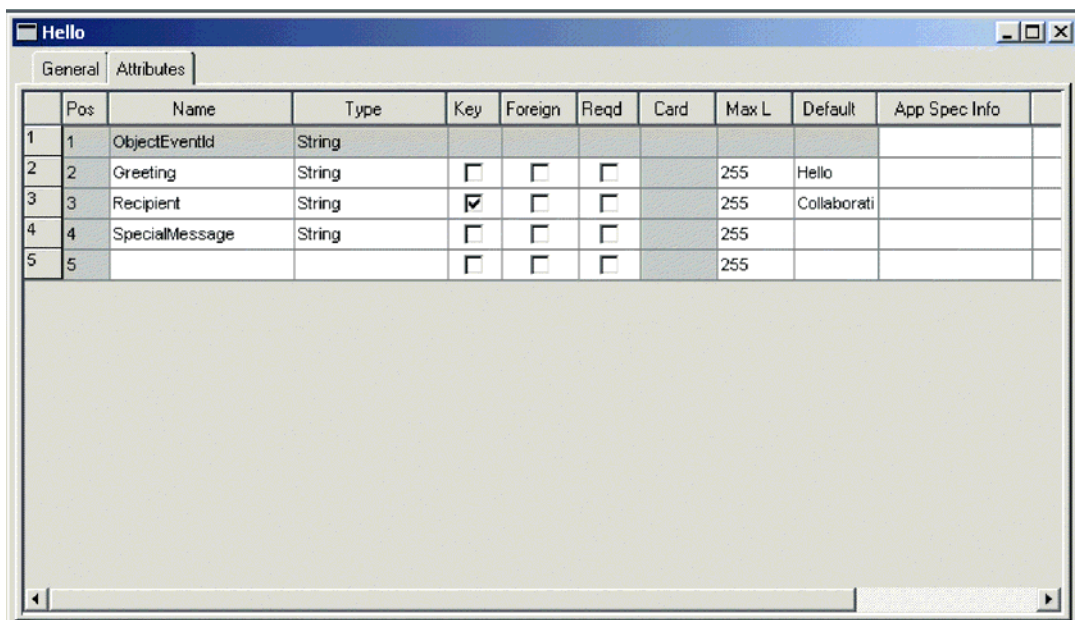 Hello
General Attributes
Pos Name Type Key Foreign Reqd Card Max L Default App Spec Info
1 1 ObjectEventId String
2 2 Greeting String 255 Hello
3 3 Recipient String 255 Collaborati
4 4 SpecialMessage String 255
5 5 255